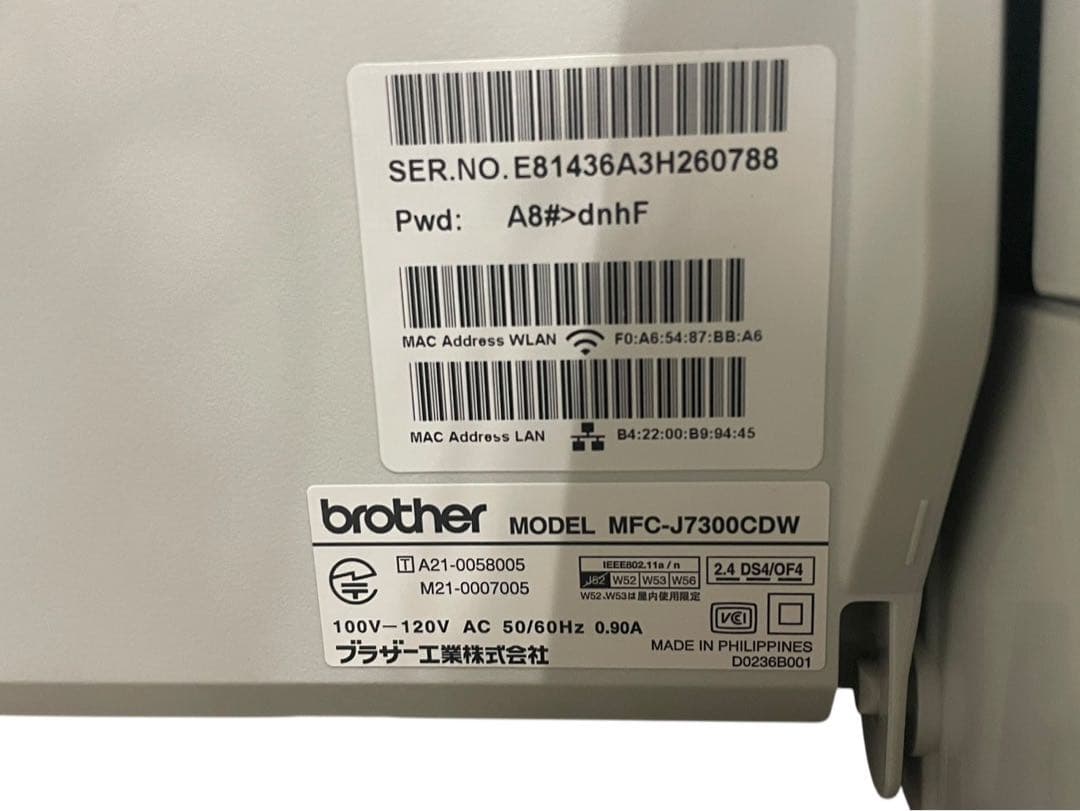 SER.NO.E81436A3H260788
Pwd: A8#>dnhF
MAC Address WLAN F0:A6:54:87:BB:A6
MAC Address LAN B4:22:00:B9:94:45
brother MODEL MFC-J7300CDW
T A21-0058005
M21-0007005
IEEE802.11a/n
J52 W52 W53 W56
2.4 DS4/OF4
W52、W53は屋内使用限定
100V-120V AC 50/60Hz 0.90A
VCI
ブラザー工業株式会社
MADE IN PHILIPPINES
D0236B001